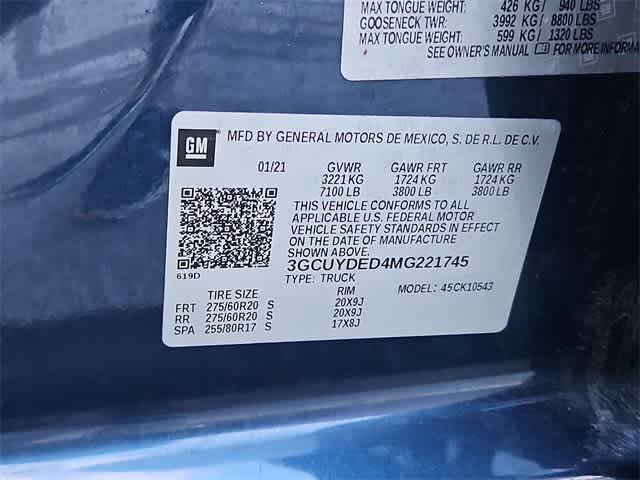 MAX TONGUE WEIGHT: 426 KG/ 940 LBS
GOOSENECK TWR: 3992 KG/ 8800 LBS
MAX TONGUE WEIGHT: 599 KG/ 1320 LBS
SEE OWNER'S MANUAL FOR MORE INFORMA
GM
MFD BY GENERAL MOTORS DE MEXICO, S. DE R.L. DE C.V.
01/21 GVWR GAWR FRT GAWR RR
3221 KG 1724 KG 1724 KG
7100 LB 3800 LB 3800 LB
THIS VEHICLE CONFORMS TO ALL
APPLICABLE U.S. FEDERAL MOTOR
VEHICLE SAFETY STANDARDS IN EFFECT
ON THE DATE OF MANUFACTURE
SHOWN ABOVE.
619D
3GCUYDED4MG221745
TYPE: TRUCK MODEL: 45CK10543
TIRE SIZE RIM
FRT 275/60R20 S 20X9J
RR 275/60R20 S 20X9J
SPA 255/80R17 S 17X8J